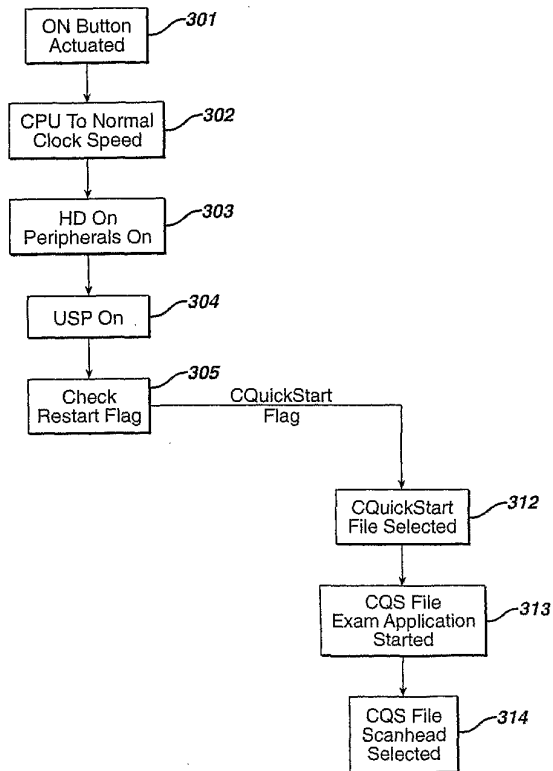 ON Button
Actuated
301
CPU To Normal
Clock Speed
302
HD On
Peripherals On
303
USP On
304
Check
Restart Flag
305
CQuickStart
Flag
CQuickStart
File Selected
312
CQS File
Exam Application
Started
313
CQS File
Scanhead
Selected
314